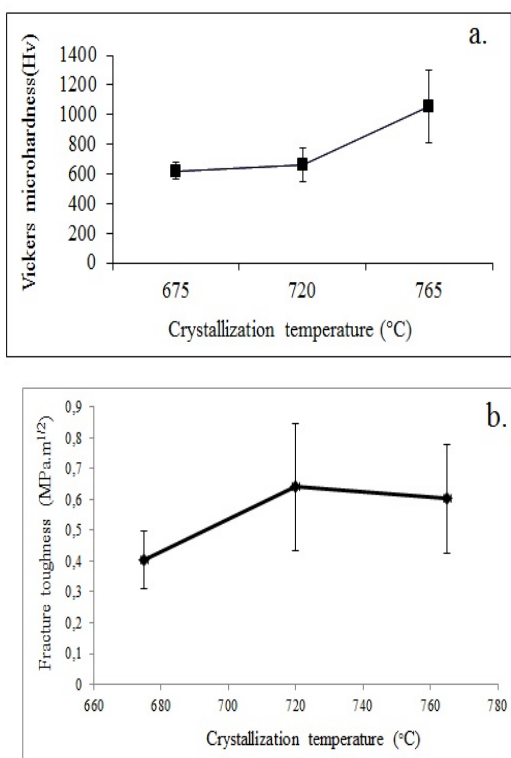 a.
Vickers microhardness(Hv)
1400
1200
1000
800
600
400
200
0
675 720 765
Crystallization temperature (°C)
b.
Fracture toughness (MPa.m^1/2)
0,9
0,8
0,7
0,6
0,5
0,4
0,3
0,2
0,1
0
660 680 700 720 740 760 780
Crystallization temperature (°C)